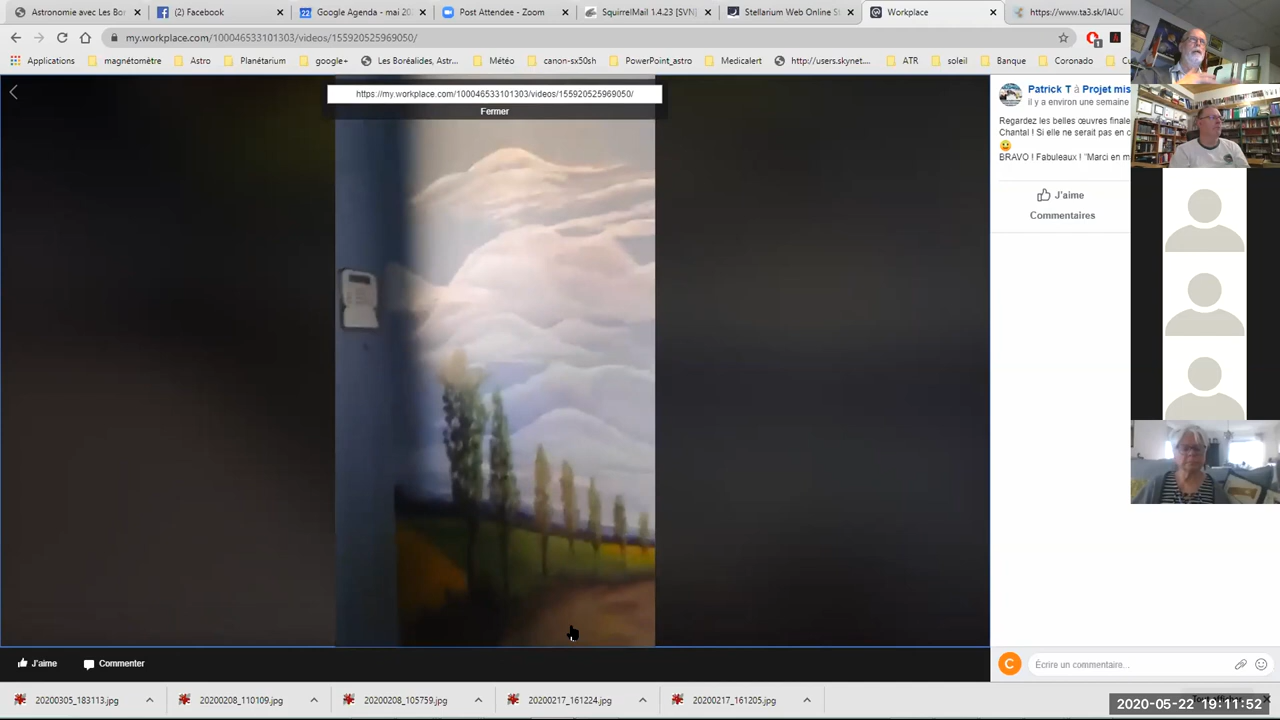 Astronomie avec Les Bor
(2) Facebook
Google Agenda - mai 20
Post Attendee - Zoom
SquirrelMail 1.4.23 [SVN]
Stellarium Web Online S
Workplace
https://www.ta3.sk/IAUC
my.workplace.com/100046533101303/videos/155920525969050/
Applications
magnétomètre
Astro
Planétarium
google+
Les Boréalides, Astr...
Météo
canon-sx50sh
PowerPoint_astro
Medicalert
http://users.skynet....
ATR
soleil
Banque
Coronado
Cu
https://my.workplace.com/100046533101303/videos/155920525969050/
Fermer
Patrick T à Projet mis
il y a environ une semaine
Regardez les belles œuvres finale
Chantal ! Si elle ne serait pas en c
BRAVO ! Fabuleaux ! "Marci en m
J'aime
Commentaires
J'aime
Commenter
C
Écrire un commentaire...
20200305_183113.jpg
20200208_110109.jpg
20200208_105759.jpg
20200217_161224.jpg
20200217_161205.jpg
2020-05-22 19:11:52